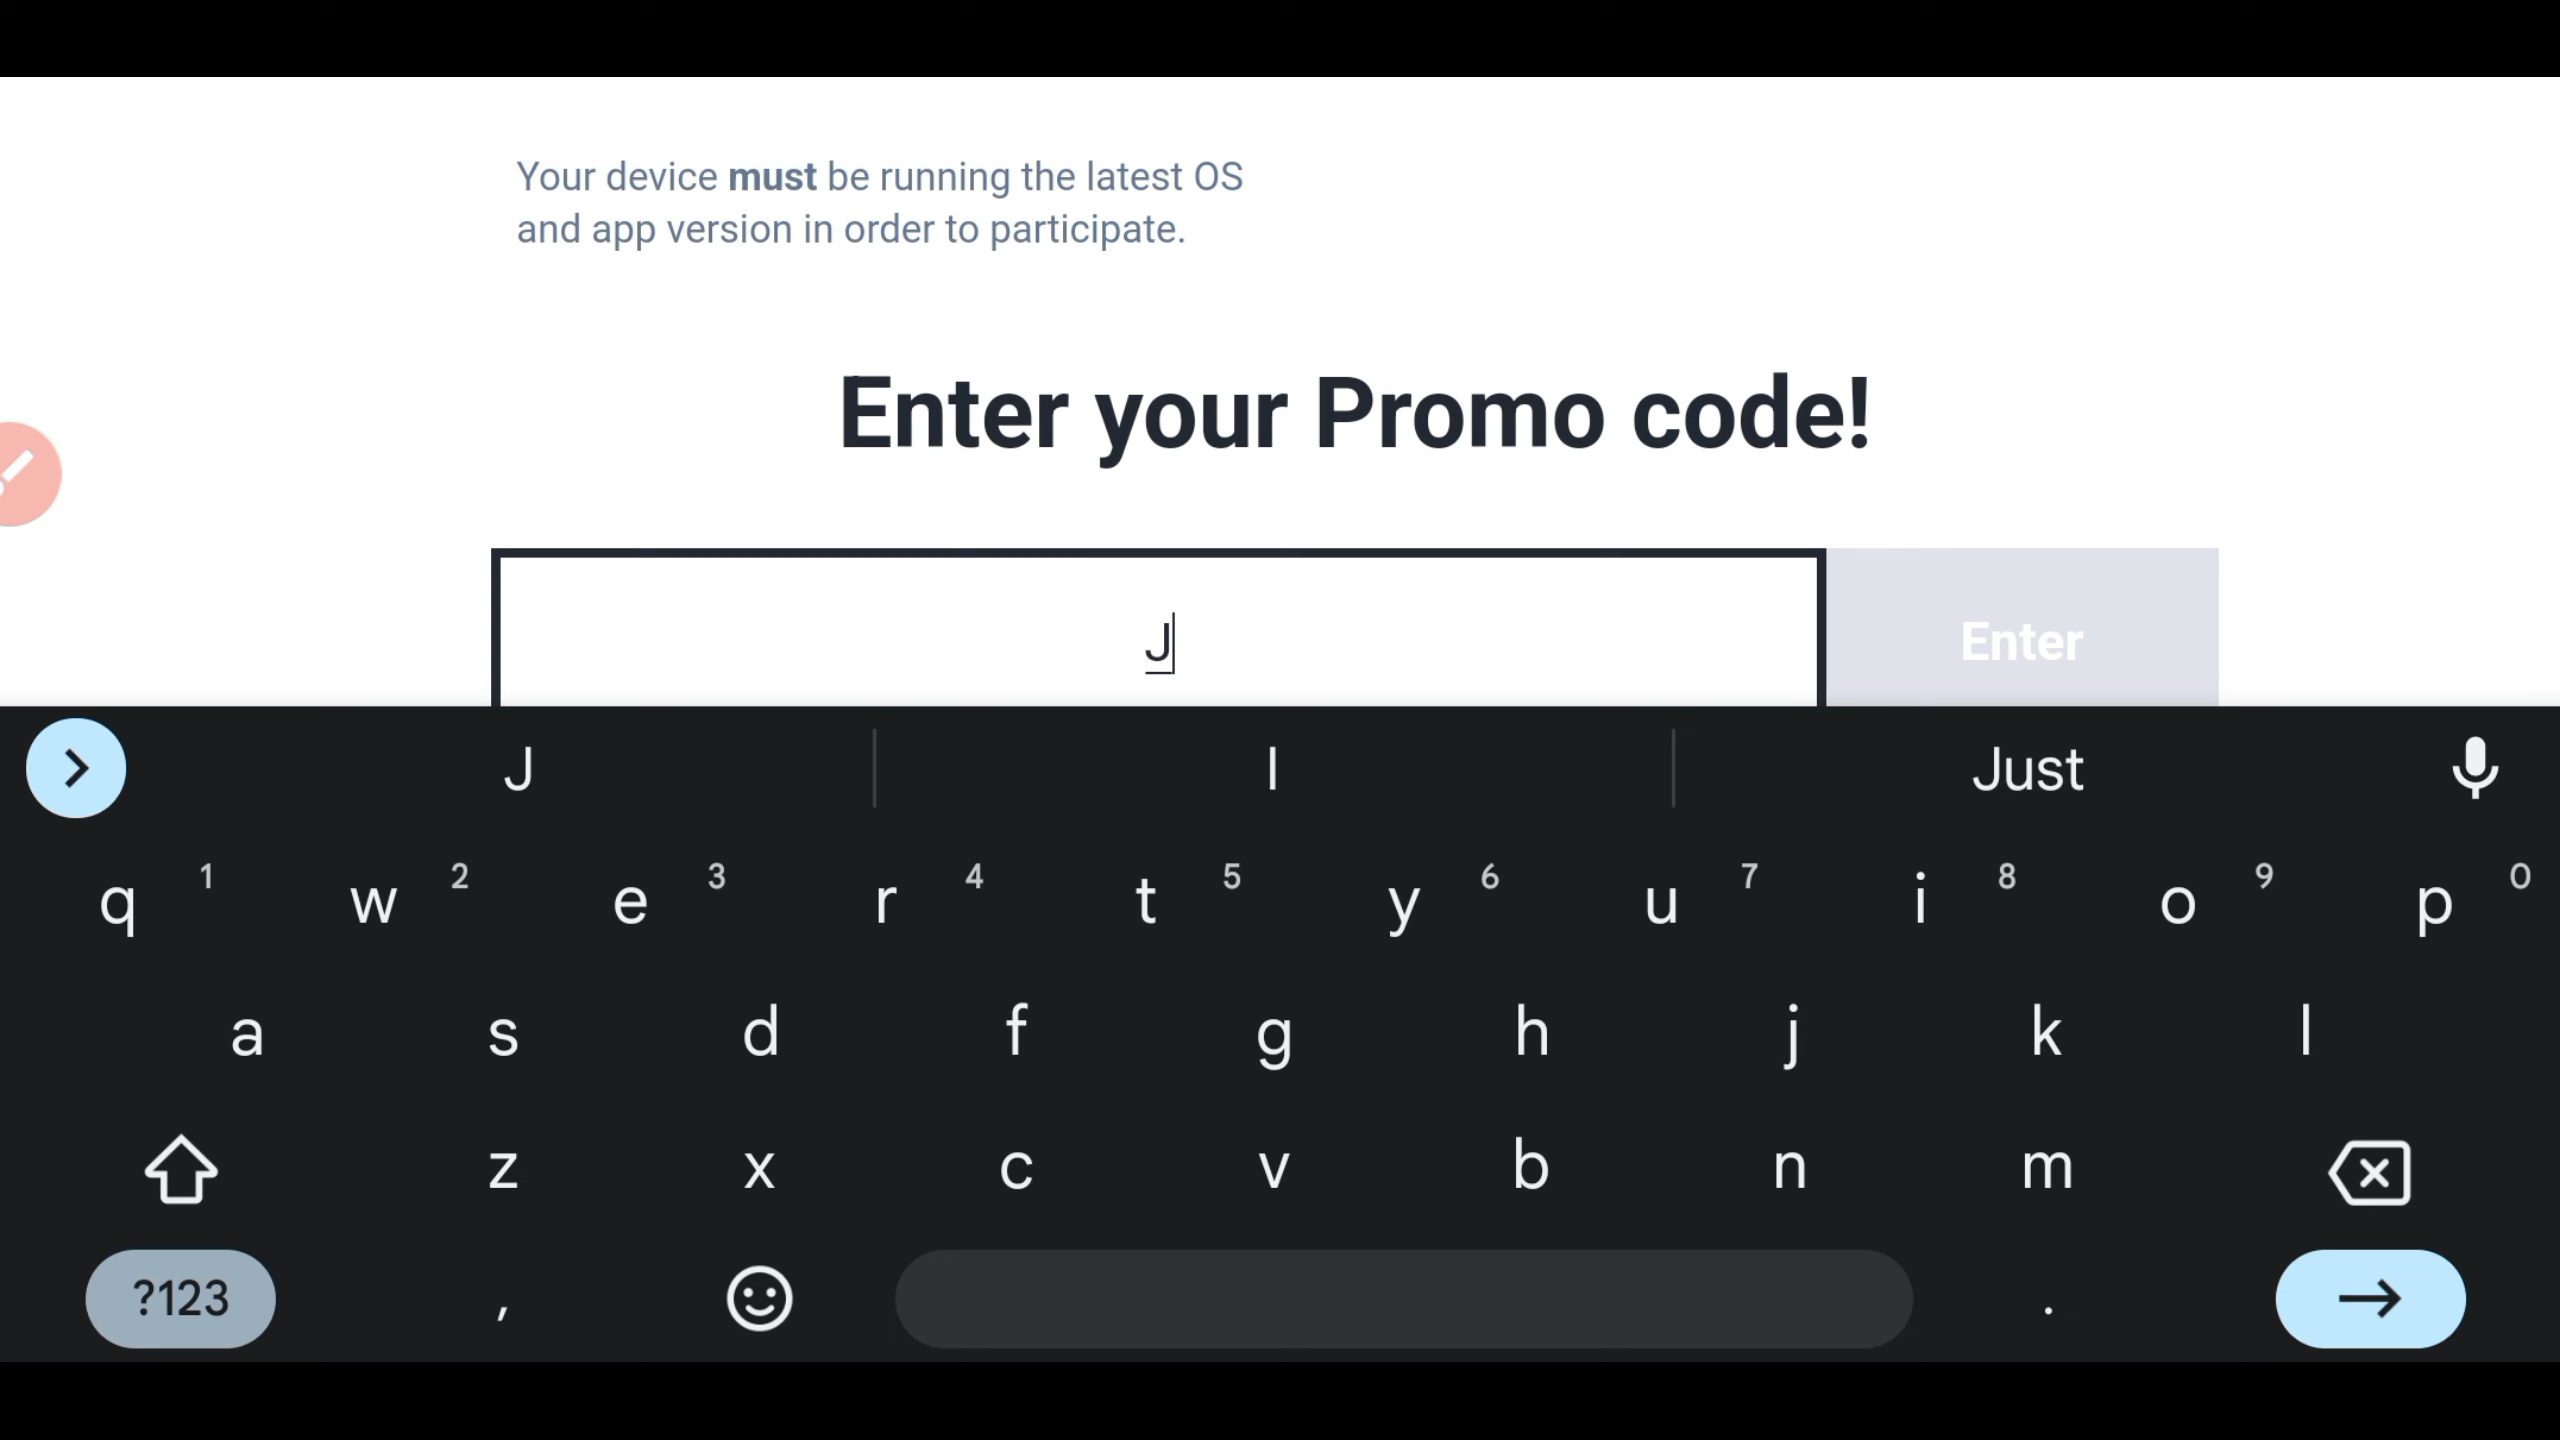 Your device must be running the latest OS
and app version in order to participate.
Enter your Promo code!
J
Enter
J I Just
q 1 w 2 e 3 r 4 t 5 y 6 u 7 i 8 o 9 p 0
a s d f g h j k l
z x c v b n m
?123 , .